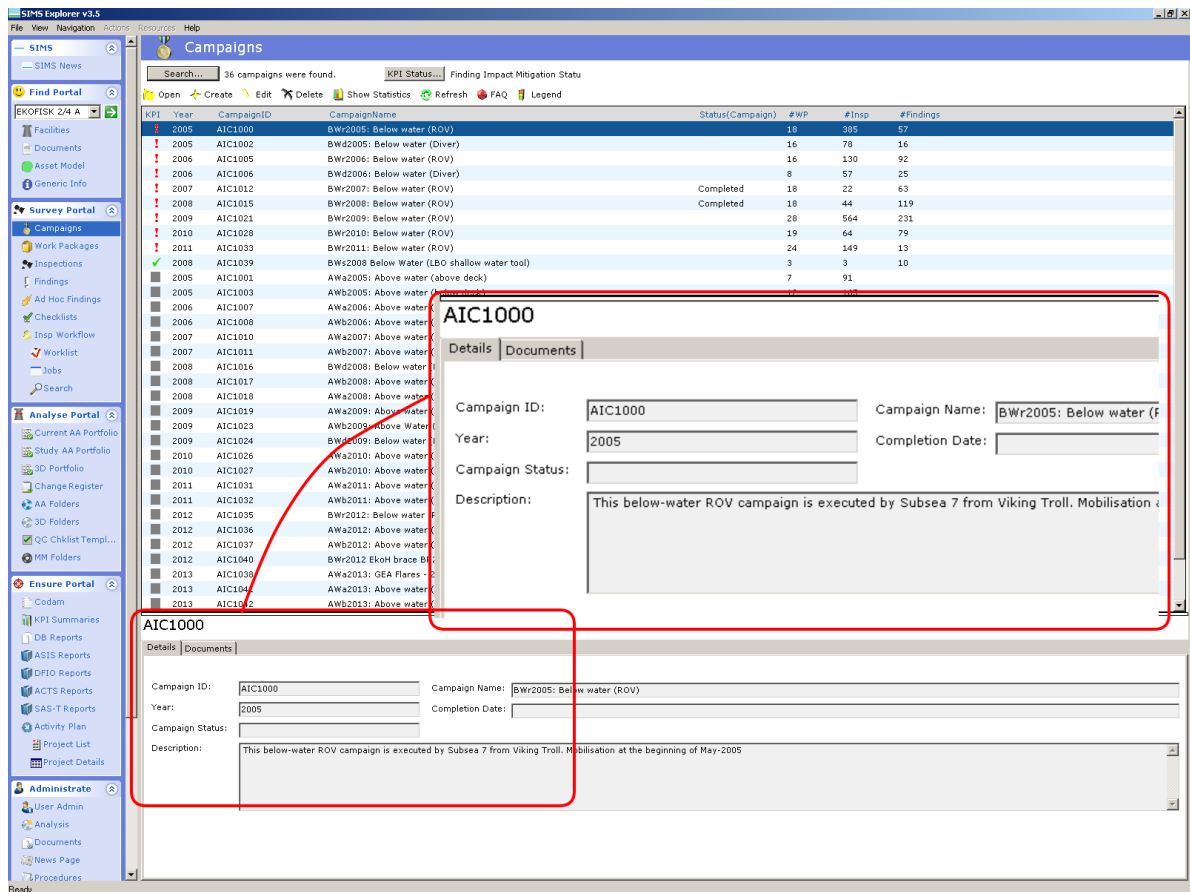 SIMS Explorer v3.5
File View Navigation Actions Resources Help
SIMS
SIMS News
Find Portal
EKOFISK 2/4 A
Facilities
Documents
Asset Model
Generic Info
Survey Portal
Campaigns
Work Packages
Inspections
Findings
Ad Hoc Findings
Checklists
Insp Workflow
Worklist
Jobs
Search
Analyse Portal
Current AA Portfolio
Study AA Portfolio
3D Portfolio
Change Register
AA Folders
3D Folders
QC Chklist Templ...
MM Folders
Ensure Portal
Codam
KPI Summaries
DB Reports
ASIS Reports
DFIO Reports
ACTS Reports
SAS-T Reports
Activity Plan
Project List
Project Details
Administrate
User Admin
Analysis
Documents
News Page
Procedures
Ready
Campaigns
Search... 36 campaigns were found. KPI Status... Finding Impact Mitigation Statu
Open Create Edit Delete Show Statistics Refresh FAQ Legend
KPI Year CampaignID CampaignName Status(Campaign) #WP #Insp #Findings
2005 AIC1000 BWr2005: Below water (ROV) 18 385 57
2005 AIC1002 BWd2005: Below water (Diver) 16 78 16
2006 AIC1005 BWr2006: Below water (ROV) 16 130 92
2006 AIC1006 BWd2006: Below water (Diver) 8 57 25
2007 AIC1012 BWr2007: Below water (ROV) Completed 18 22 63
2008 AIC1015 BWr2008: Below water (ROV) Completed 18 44 119
2009 AIC1021 BWr2009: Below water (ROV) 28 564 231
2010 AIC1028 BWr2010: Below water (ROV) 19 64 79
2011 AIC1033 BWr2011: Below water (ROV) 24 149 13
2008 AIC1039 BWs2008 Below Water (LBO shallow water tool) 3 3 10
2005 AIC1001 AWa2005: Above water (above deck) 7 91
2005 AIC1003 AWb2005: Above water
2006 AIC1007 AWa2006: Above water
2006 AIC1008 AWb2006: Above water
2007 AIC1010 AWa2007: Above water
2007 AIC1011 AWb2007: Above water
2008 AIC1016 BWd2008: Below water
2008 AIC1017 AWb2008: Above water
2008 AIC1018 AWa2008: Above water
2009 AIC1019 AWa2009: Above water
2009 AIC1023 AWb2009: Above Water
2009 AIC1024 BWd2009: Below water
2010 AIC1026 AWa2010: Above water
2010 AIC1027 AWb2010: Above water
2011 AIC1031 AWa2011: Above water
2011 AIC1032 AWb2011: Above water
2012 AIC1035 BWr2012: Below water
2012 AIC1036 AWa2012: Above water
2012 AIC1037 AWb2012: Above water
2012 AIC1040 BWr2012 EkoH brace
2013 AIC1038 AWa2013: GEA Flares -
2013 AIC1041 AWa2013: Above water
2013 AIC1042 AWb2013: Above water
AIC1000
Details Documents
Campaign ID: AIC1000 Campaign Name: BWr2005: Below water
Year: 2005 Completion Date:
Campaign Status:
Description: This below-water ROV campaign is executed by Subsea 7 from Viking Troll. Mobilisation
AIC1000
Details Documents
Campaign ID: AIC1000 Campaign Name: BWr2005: Below water (ROV)
Year: 2005 Completion Date:
Campaign Status:
Description: This below-water ROV campaign is executed by Subsea 7 from Viking Troll. Mobilisation at the beginning of May-2005